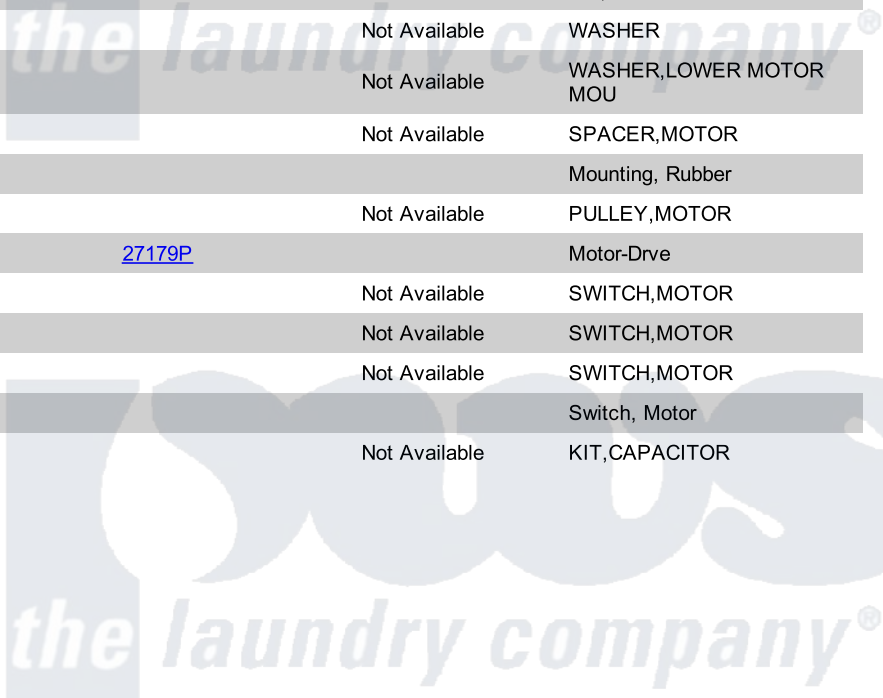 the laundry company®
Not Available WASHER
Not Available WASHER,LOWER MOTOR
MOU
Not Available SPACER,MOTOR
Mounting, Rubber
Not Available PULLEY,MOTOR
27179P Motor-Drve
Not Available SWITCH,MOTOR
Not Available SWITCH,MOTOR
Not Available SWITCH,MOTOR
Switch, Motor
Not Available KIT,CAPACITOR
the laundry company®